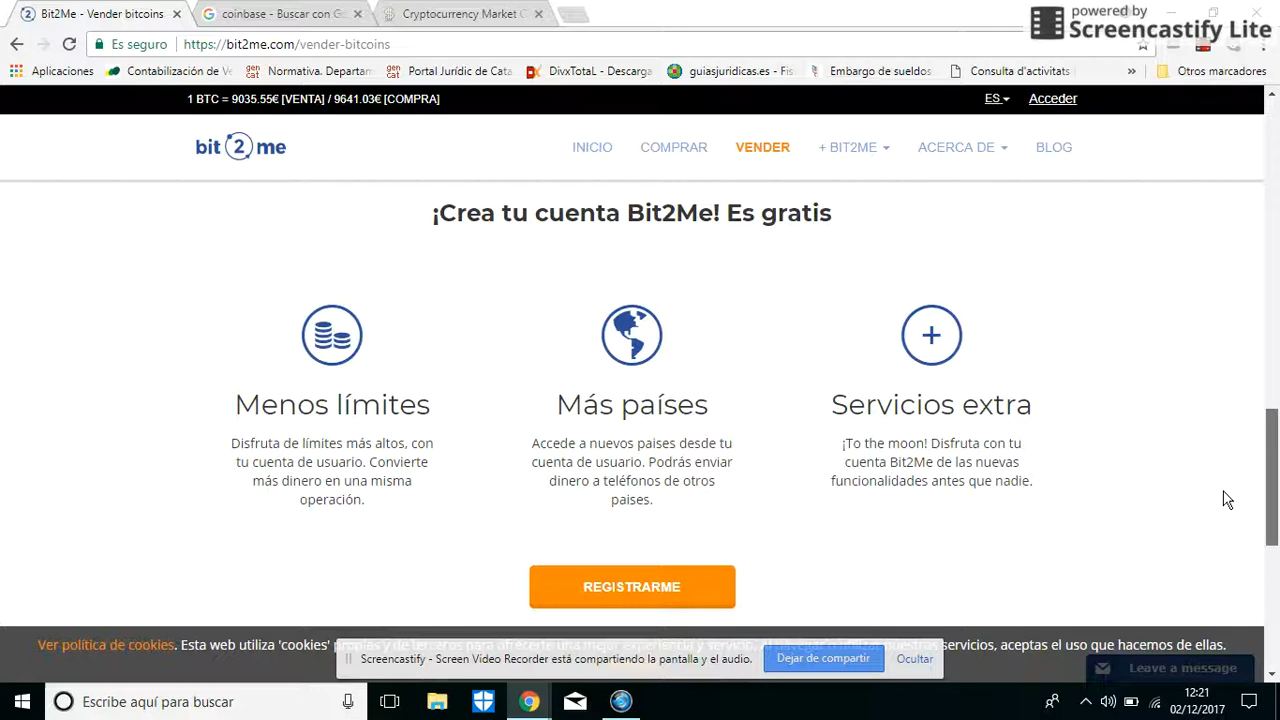 powered by
Screencastify Lite
Bit2Me - Vender bitcoins
coinbase - Buscar con G
Cryptocurrency Market C
Es seguro
https://bit2me.com/vender-bitcoins
Aplicaciones
Contabilización de Ve
Normativa. Departam
Portal Jurídic de Cata
DivxTotaL - Descarga
guiasjuridicas.es - Fis
Embargo de sueldos
Consulta d'activitats
»
Otros marcadores
1 BTC = 9035.55€ [VENTA] / 9641.03€ [COMPRA]
ES
Acceder
bit 2 me
INICIO
COMPRAR
VENDER
+ BIT2ME
ACERCA DE
BLOG
¡Crea tu cuenta Bit2Me! Es gratis
Menos límites
Disfruta de límites más altos, con
tu cuenta de usuario. Convierte
más dinero en una misma
operación.
Más países
Accede a nuevos paises desde tu
cuenta de usuario. Podrás enviar
dinero a teléfonos de otros
paises.
Servicios extra
¡To the moon! Disfruta con tu
cuenta Bit2Me de las nuevas
funcionalidades antes que nadie.
REGISTRARME
Ver política de cookies. Esta web utiliza 'cookies' servicios, aceptas el uso que hacemos de ellas.
Screencastify - Screen Video Recorder está compartiendo la pantalla y el audio.
Dejar de compartir
Ocultar
Leave a message
Escribe aquí para buscar
12:21
02/12/2017